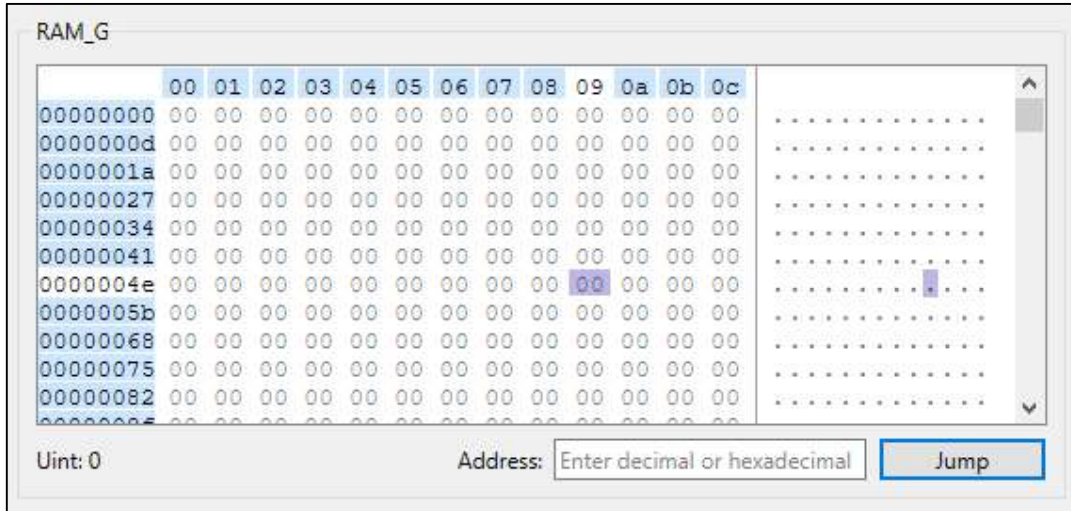 RAM_G
00 01 02 03 04 05 06 07 08 09 0a 0b 0c
00000000 00 00 00 00 00 00 00 00 00 00 00 00 00 .............
0000000d 00 00 00 00 00 00 00 00 00 00 00 00 00 .............
0000001a 00 00 00 00 00 00 00 00 00 00 00 00 00 .............
00000027 00 00 00 00 00 00 00 00 00 00 00 00 00 .............
00000034 00 00 00 00 00 00 00 00 00 00 00 00 00 .............
00000041 00 00 00 00 00 00 00 00 00 00 00 00 00 .............
0000004e 00 00 00 00 00 00 00 00 00 00 00 00 00 .............
0000005b 00 00 00 00 00 00 00 00 00 00 00 00 00 .............
00000068 00 00 00 00 00 00 00 00 00 00 00 00 00 .............
00000075 00 00 00 00 00 00 00 00 00 00 00 00 00 .............
00000082 00 00 00 00 00 00 00 00 00 00 00 00 00 .............
Uint: 0 Address: Enter decimal or hexadecimal Jump